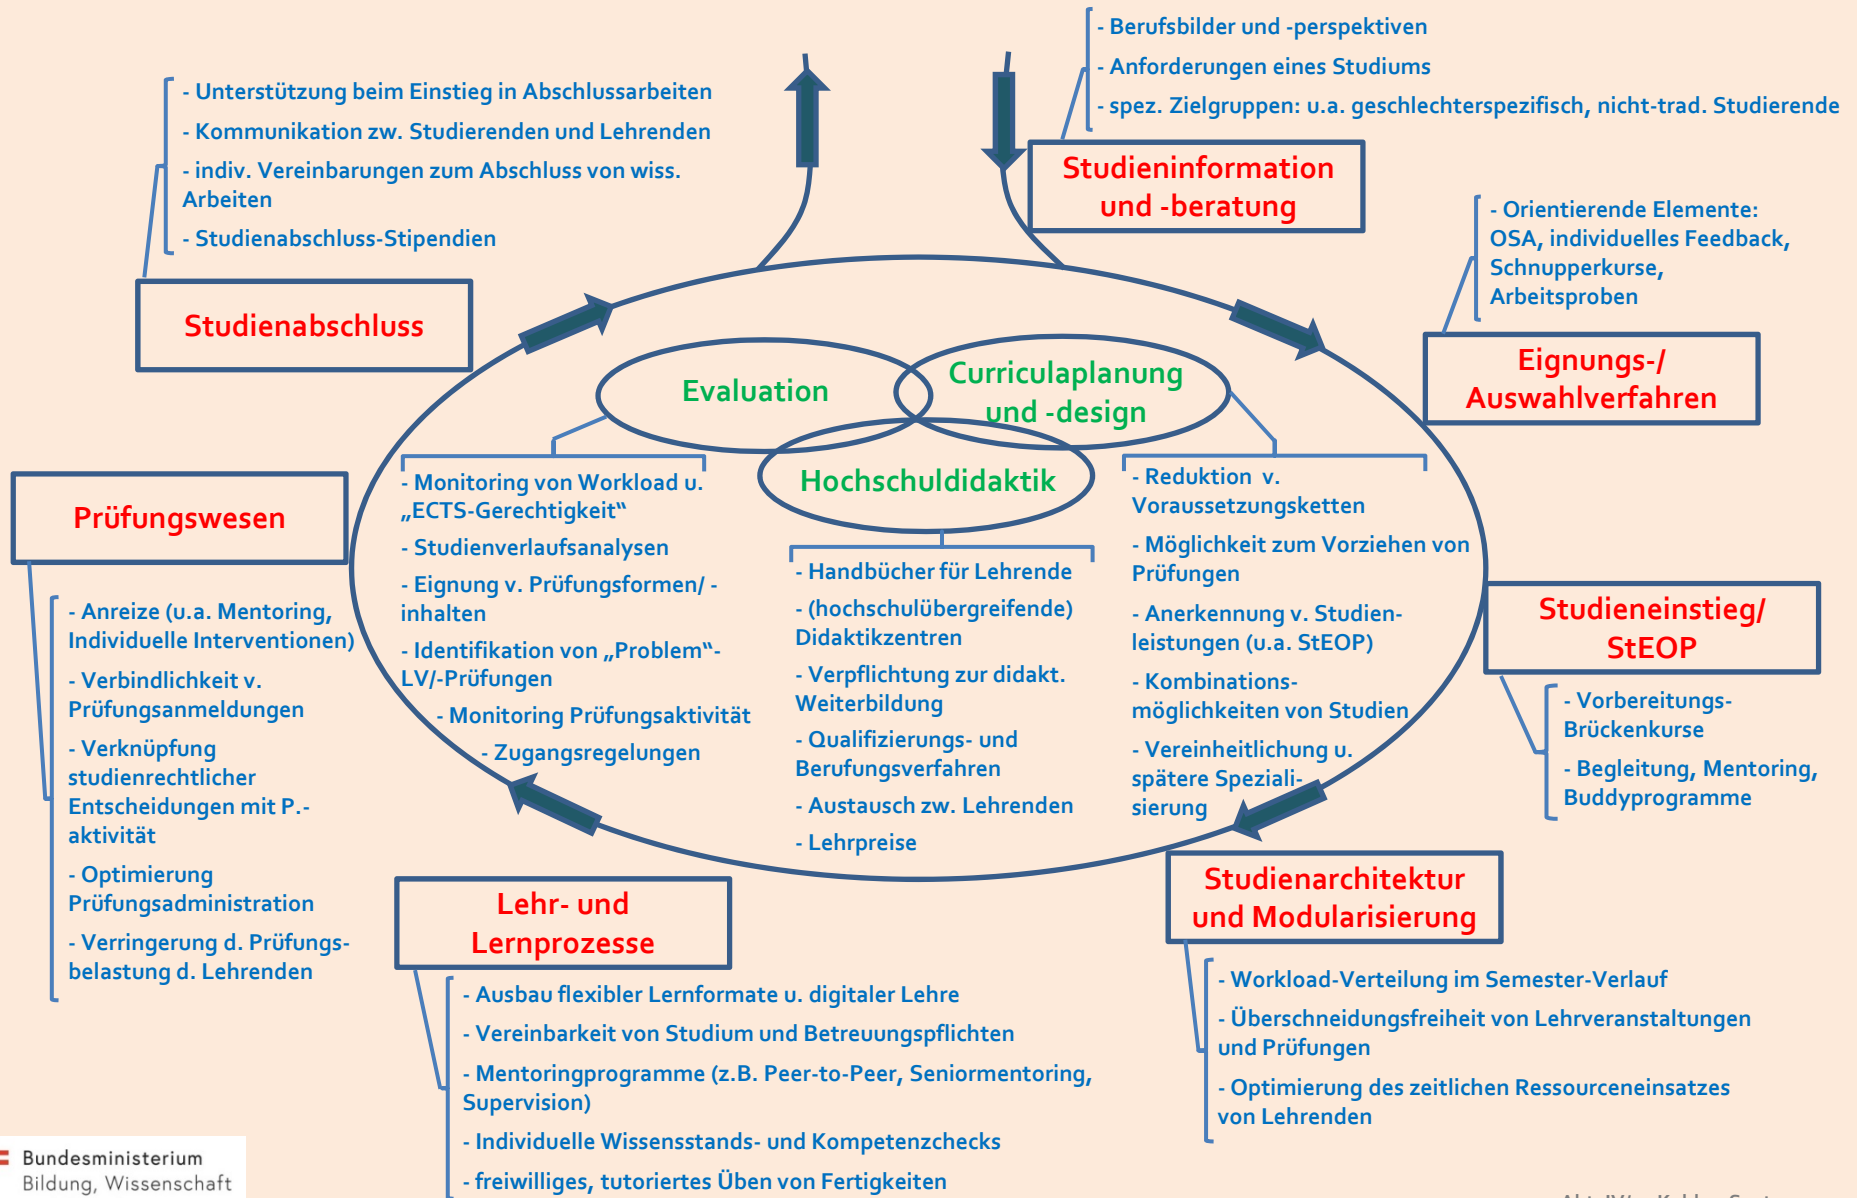 - Berufsbilder und -perspektiven
- Anforderungen eines Studiums
- spez. Zielgruppen: u.a. geschlechterspezifisch, nicht-trad. Studierende
Studieninformation
und -beratung
- Orientierende Elemente:
OSA, individuelles Feedback,
Schnupperkurse,
Arbeitsproben
Eignungs-/
Auswahlverfahren
Studieneinstieg/
StEOP
- Vorbereitungs-
Brückenkurse
- Begleitung, Mentoring,
Buddyprogramme
Studienarchitektur
und Modularisierung
- Workload-Verteilung im Semester-Verlauf
- Überschneidungsfreiheit von Lehrveranstaltungen
und Prüfungen
- Optimierung des zeitlichen Ressourceneinsatzes
von Lehrenden
Lehr- und
Lernprozesse
- Ausbau flexibler Lernformate u. digitaler Lehre
- Vereinbarkeit von Studium und Betreuungspflichten
- Mentoringprogramme (z.B. Peer-to-Peer, Seniormentoring,
Supervision)
- Individuelle Wissensstands- und Kompetenzchecks
- freiwilliges, tutoriertes Üben von Fertigkeiten
Prüfungswesen
- Anreize (u.a. Mentoring,
Individuelle Interventionen)
- Verbindlichkeit v.
Prüfungsanmeldungen
- Verknüpfung
studienrechtlicher
Entscheidungen mit P.-
aktivität
- Optimierung
Prüfungsadministration
- Verringerung d. Prüfungs-
belastung d. Lehrenden
- Unterstützung beim Einstieg in Abschlussarbeiten
- Kommunikation zw. Studierenden und Lehrenden
- indiv. Vereinbarungen zum Abschluss von wiss.
Arbeiten
- Studienabschluss-Stipendien
Studienabschluss
Evaluation
- Monitoring von Workload u.
„ECTS-Gerechtigkeit“
- Studienverlaufsanalysen
- Eignung v. Prüfungsformen/ -
inhalten
- Identifikation von „Problem“-
LV/-Prüfungen
- Monitoring Prüfungsaktivität
- Zugangsregelungen
Hochschuldidaktik
- Handbücher für Lehrende
- (hochschulübergreifende)
Didaktikzentren
- Verpflichtung zur didakt.
Weiterbildung
- Qualifizierungs- und
Berufungsverfahren
- Austausch zw. Lehrenden
- Lehrpreise
Curriculaplanung
und -design
- Reduktion v.
Voraussetzungsketten
- Möglichkeit zum Vorziehen von
Prüfungen
- Anerkennung v. Studien-
leistungen (u.a. StEOP)
- Kombinations-
möglichkeiten von Studien
- Vereinheitlichung u.
spätere Speziali-
sierung
Bundesministerium
Bildung, Wissenschaft